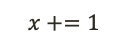 x += 1